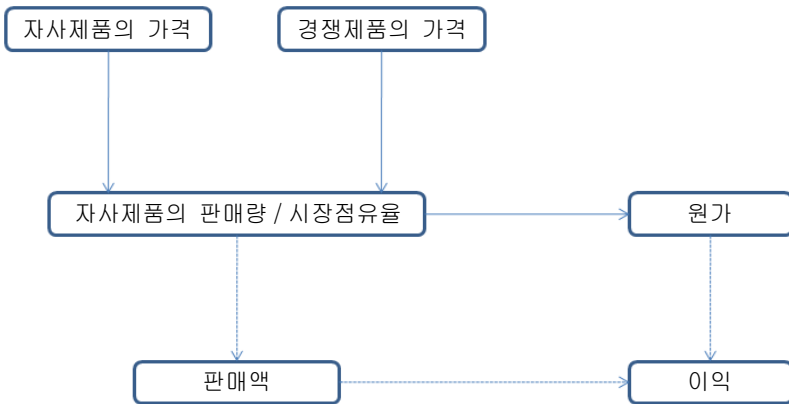 자사제품의 가격
경쟁제품의 가격
자사제품의 판매량 / 시장점유율
원가
판매액
이익